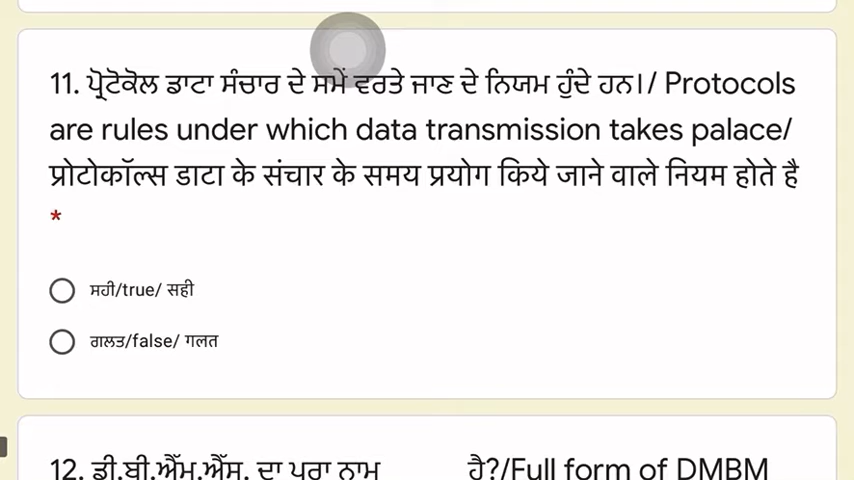 11. ਪ੍ਰੋਟੋਕੋਲ ਡਾਟਾ ਸੰਚਾਰ ਦੇ ਸਮੇਂ ਵਰਤੇ ਜਾਣ ਦੇ ਨਿਯਮ ਹੁੰਦੇ ਹਨ।/ Protocols
are rules under which data transmission takes palace/
प्रोटोकॉल्स डाटा के संचार के समय प्रयोग किये जाने वाले नियम होते है
*
ਸਹੀ/true/ सही
ਗਲਤ/false/ गलत
12. ਡੀ.ਬੀ.ਐੱਮ.ਐੱਸ. ਦਾ ਪੂਰਾ ਨਾਮ ਹੈ?/Full form of DMBM